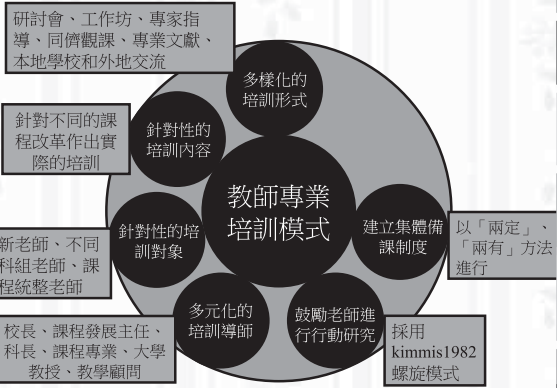 研討會、工作坊、專家指
導、同儕觀課、專業文獻、
本地學校和外地交流
多樣化的
培訓形式
針對不同的課
程改革作出實
際的培訓
針對性的
培訓內容
教師專業
培訓模式
建立集體備
課制度
以「兩定」、
「兩有」方法
進行
針對性的培
訓對象
新老師、不同
科組老師、課
程統整老師
多元化的
培訓導師
鼓勵老師進
行行動研究
校長、課程發展主任、
科長、課程專業、大學
教授、教學顧問
採用
kimmis1982
螺旋模式